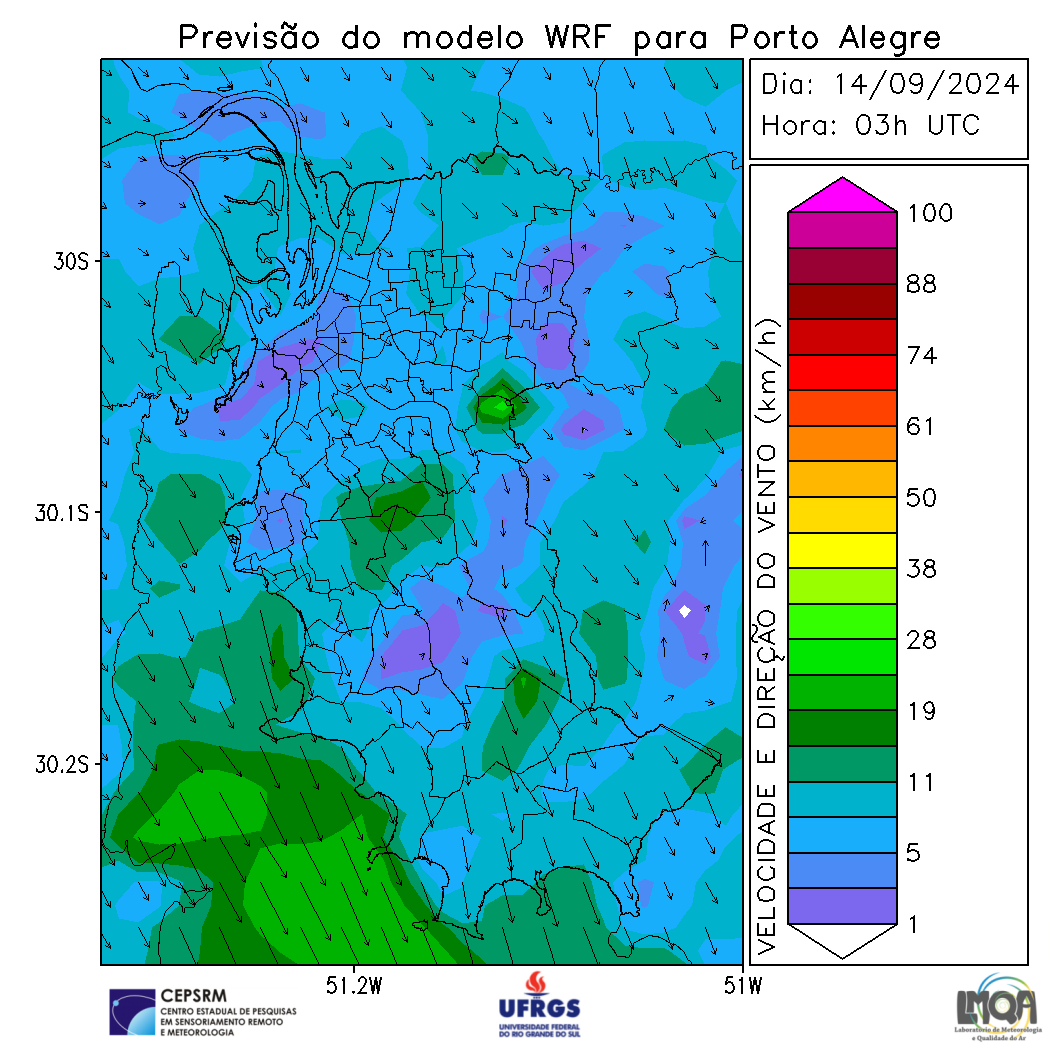 Previsão do modelo WRF para Porto Alegre
Dia: 14/09/2024
Hora: 03h UTC
30S
30.1S
30.2S
51.2W
51W
VELOCIDADE E DIREÇÃO DO VENTO (km/h)
100
88
74
61
50
38
28
19
11
5
1
CEPSRM
CENTRO ESTADUAL DE PESQUISAS
EM SENSORIAMENTO REMOTO
E METEOROLOGIA
UFRGS
UNIVERSIDADE FEDERAL
DO RIO GRANDE DO SUL
LMQA
Laboratório de Meteorologia
e Qualidade do Ar